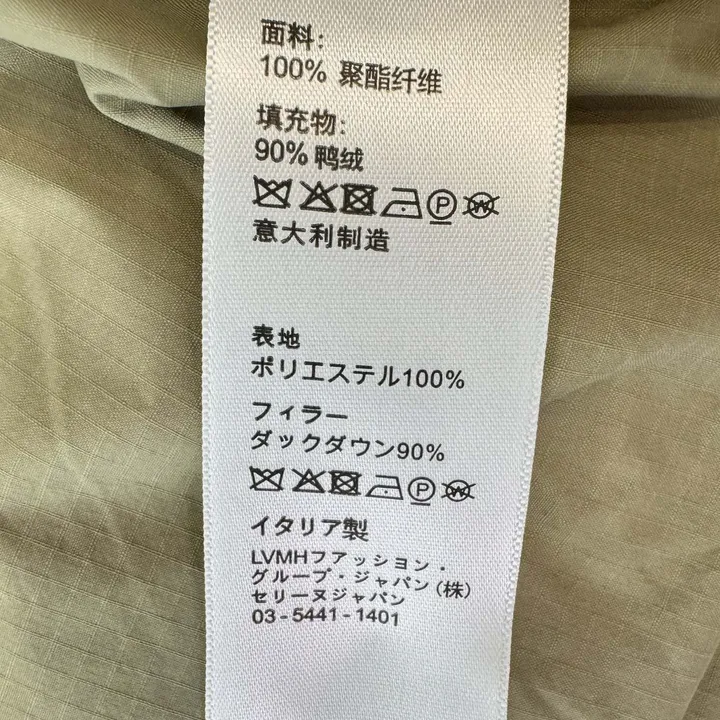 面料:
100% 聚酯纤维
填充物:
90% 鸭绒
P W
意大利制造
表地
ポリエステル100%
フィラー
ダックダウン90%
P W
イタリア製
LVMHファッション・
グループ・ジャパン(株)
セリーヌジャパン
03-5441-1401